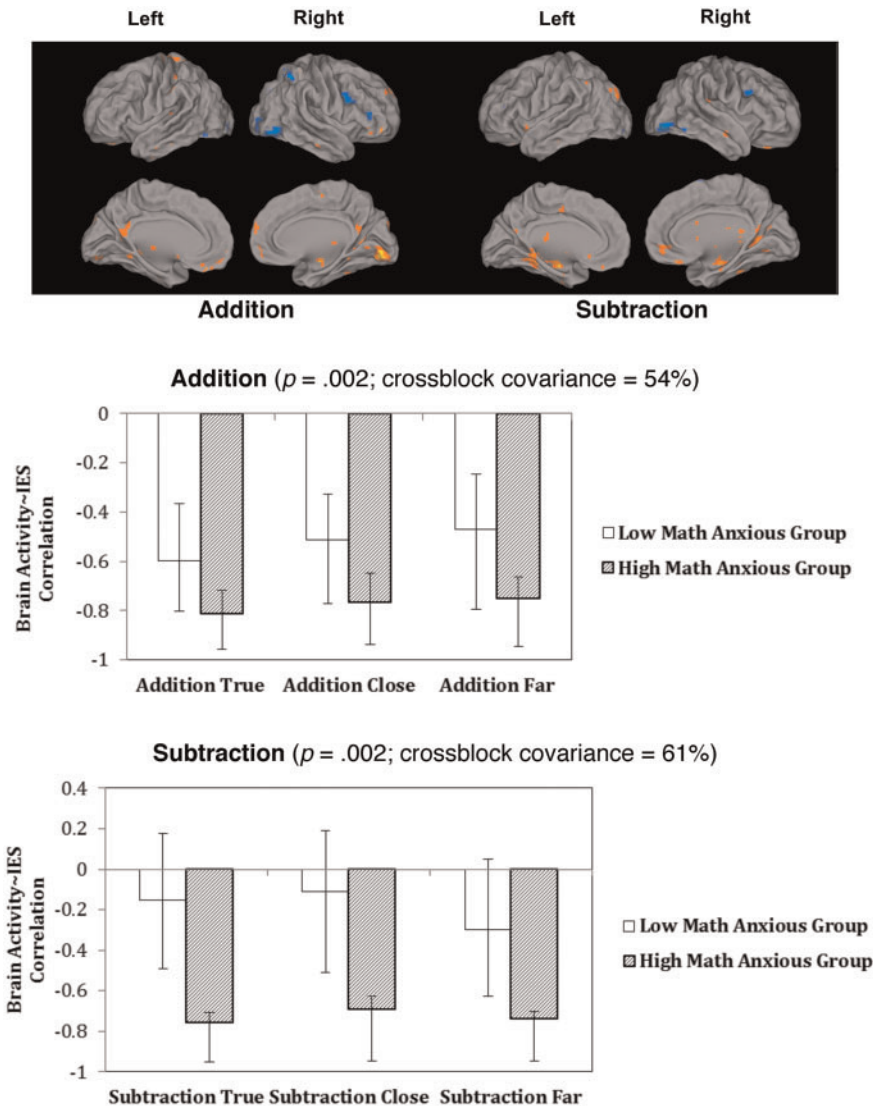 Left Right Left Right
Addition Subtraction
Addition (p = .002; crossblock covariance = 54%)
0
-0.2
-0.4
-0.6
-0.8
-1
Brain Activity~IES
Correlation
Addition True Addition Close Addition Far
Low Math Anxious Group
High Math Anxious Group
Subtraction (p = .002; crossblock covariance = 61%)
0.4
0.2
0
-0.2
-0.4
-0.6
-0.8
-1
Brain Activity~IES
Correlation
Subtraction True Subtraction Close Subtraction Far
Low Math Anxious Group
High Math Anxious Group